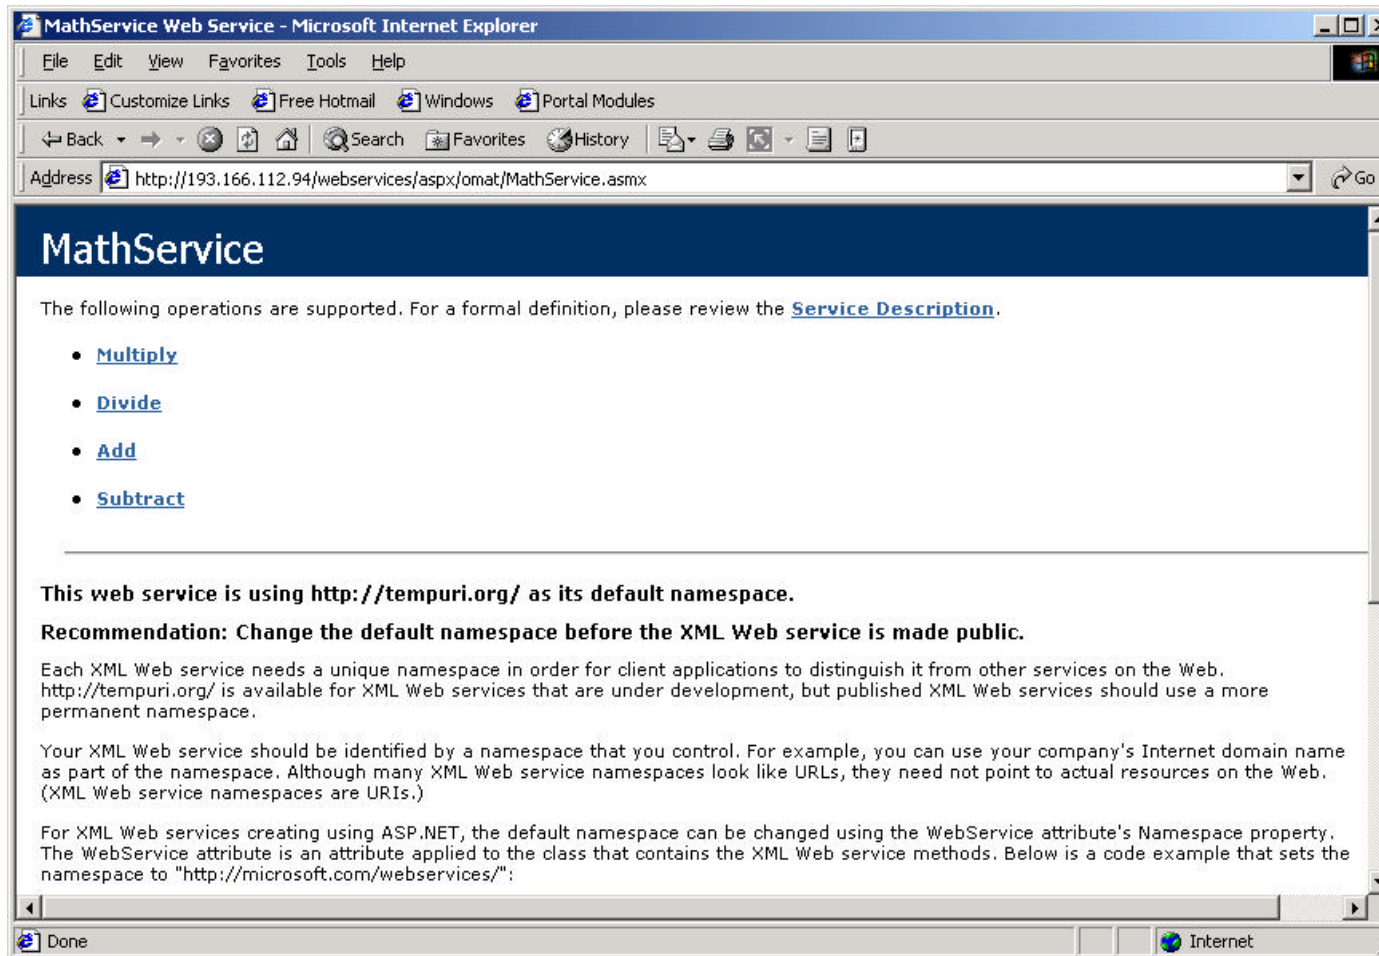 MathService Web Service - Microsoft Internet Explorer
File Edit View Favorites Tools Help
Links Customize Links Free Hotmail Windows Portal Modules
Back Search Favorites History
Address http://193.166.112.94/webservices/aspx/omat/MathService.asmx Go
MathService
The following operations are supported. For a formal definition, please review the Service Description.
• Multiply
• Divide
• Add
• Subtract
This web service is using http://tempuri.org/ as its default namespace.
Recommendation: Change the default namespace before the XML Web service is made public.
Each XML Web service needs a unique namespace in order for client applications to distinguish it from other services on the Web.
http://tempuri.org/ is available for XML Web services that are under development, but published XML Web services should use a more
permanent namespace.
Your XML Web service should be identified by a namespace that you control. For example, you can use your company's Internet domain name
as part of the namespace. Although many XML Web service namespaces look like URLs, they need not point to actual resources on the Web.
(XML Web service namespaces are URIs.)
For XML Web services creating using ASP.NET, the default namespace can be changed using the WebService attribute's Namespace property.
The WebService attribute is an attribute applied to the class that contains the XML Web service methods. Below is a code example that sets the
namespace to "http://microsoft.com/webservices/":
Done Internet